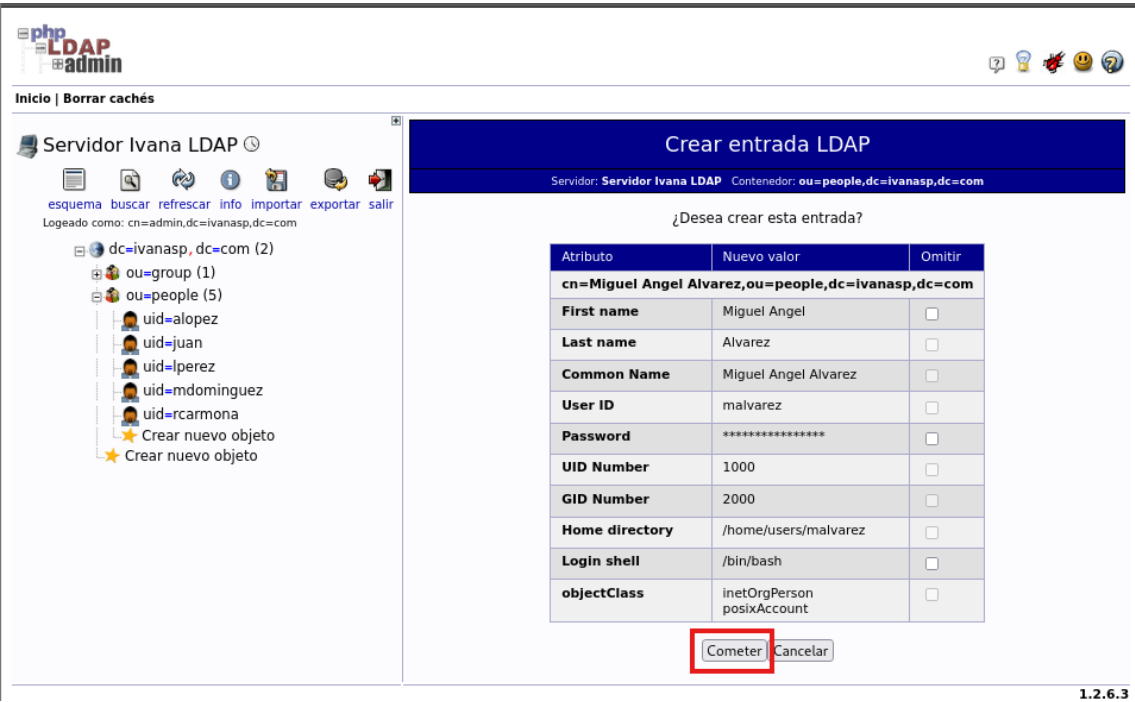 php
LDAP
admin
Inicio | Borrar cachés
Servidor Ivana LDAP
esquema buscar refrescar info importar exportar salir
Logeado como: cn=admin,dc=ivanasp,dc=com
dc=ivanasp, dc=com (2)
ou=group (1)
ou=people (5)
uid=alopez
uid=juan
uid=lperez
uid=mdominguez
uid=rcarmona
Crear nuevo objeto
Crear nuevo objeto
Crear entrada LDAP
Servidor: Servidor Ivana LDAP Contenedor: ou=people,dc=ivanasp,dc=com
¿Desea crear esta entrada?
Atributo Nuevo valor Omitir
cn=Miguel Angel Alvarez,ou=people,dc=ivanasp,dc=com
First name Miguel Angel
Last name Alvarez
Common Name Miguel Angel Alvarez
User ID malvarez
Password ****************
UID Number 1000
GID Number 2000
Home directory /home/users/malvarez
Login shell /bin/bash
objectClass inetOrgPerson
posixAccount
Cometer Cancelar
1.2.6.3